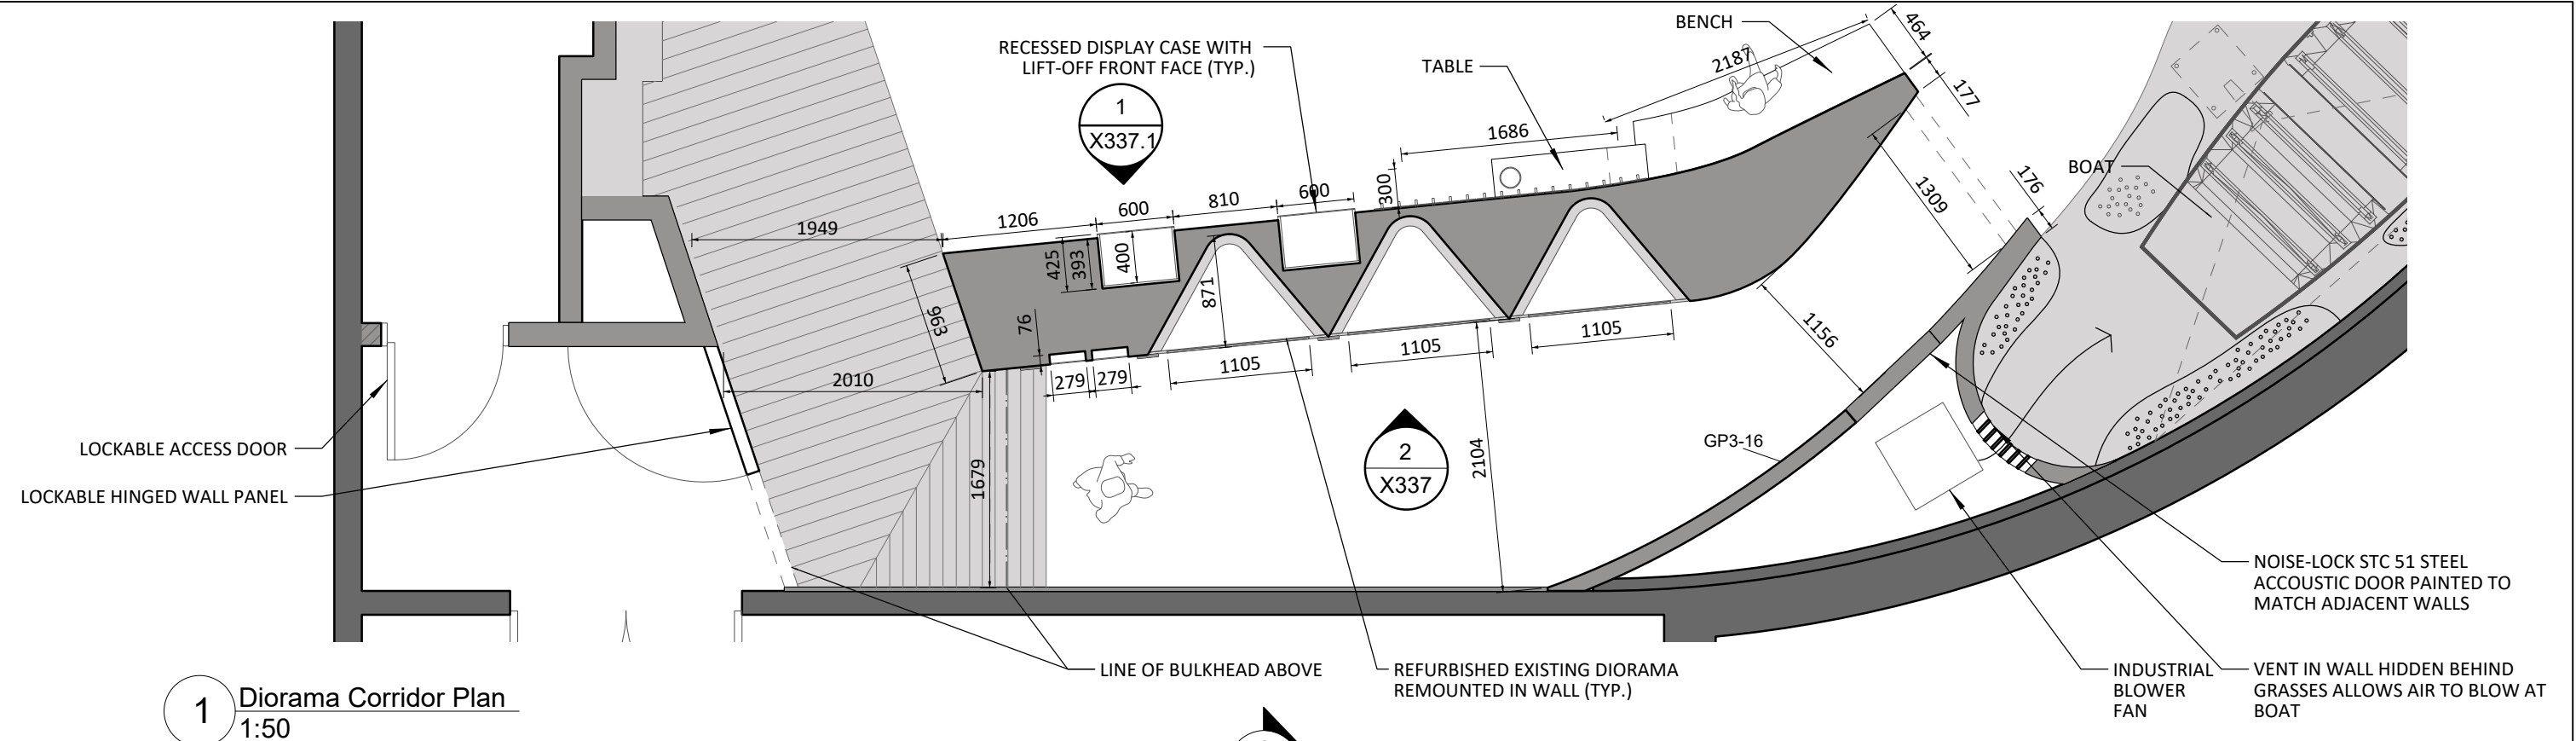 BENCH
464
RECESSED DISPLAY CASE WITH
LIFT-OFF FRONT FACE (TYP.)
TABLE
2187
177
1
X337.1
1686
BOAT
176
1309
300
600
810
600
1206
1949
425
393
400
871
963
76
1105
1105
1105
1156
279
279
2010
LOCKABLE ACCESS DOOR
LOCKABLE HINGED WALL PANEL
1679
2
X337
2104
GP3-16
NOISE-LOCK STC 51 STEEL
ACCOUSTIC DOOR PAINTED TO
MATCH ADJACENT WALLS
LINE OF BULKHEAD ABOVE
REFURBISHED EXISTING DIORAMA
REMOUNTED IN WALL (TYP.)
INDUSTRIAL
BLOWER
FAN
VENT IN WALL HIDDEN BEHIND
GRASSES ALLOWS AIR TO BLOW AT
BOAT
1
Diorama Corridor Plan
1:50